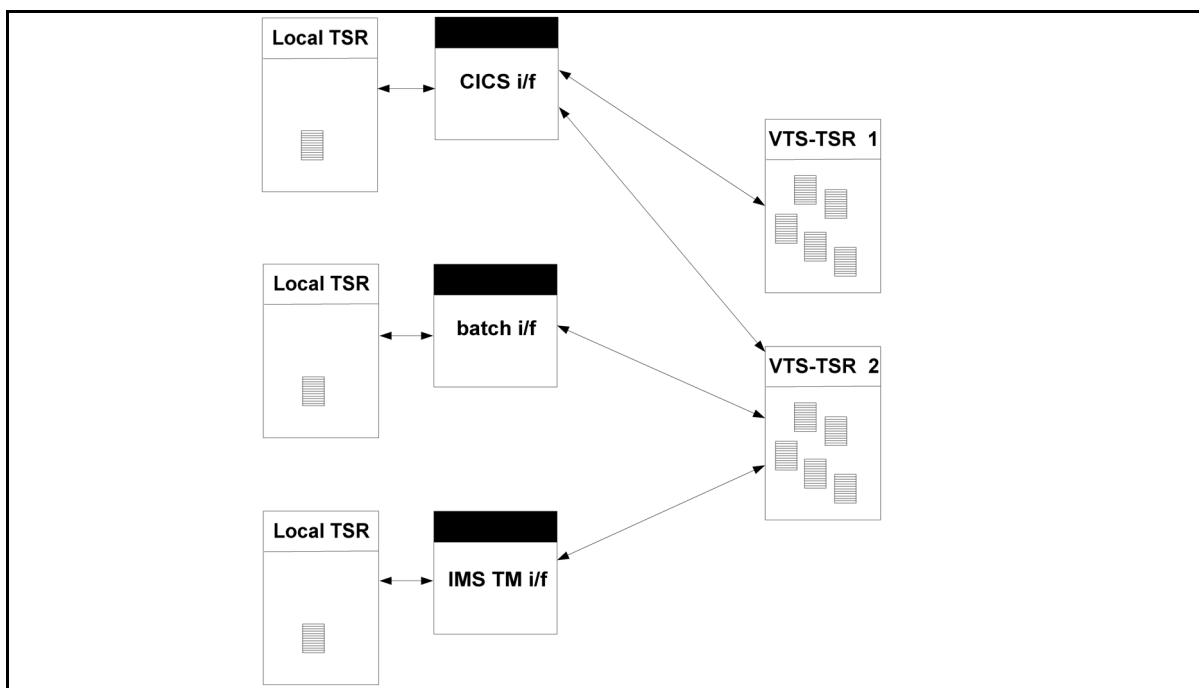 Local TSR
CICS i/f
VTS-TSR 1
Local TSR
batch i/f
VTS-TSR 2
Local TSR
IMS TM i/f